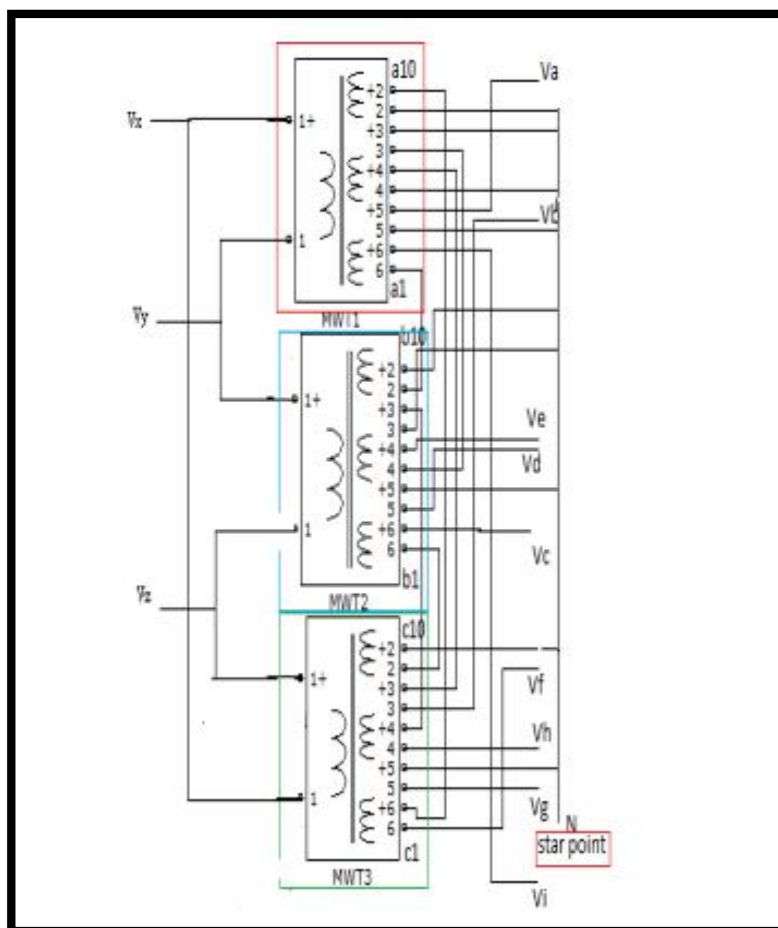 a10
+2
2
+3
3
+4
4
+5
5
+6
6
a1
1+
1
MWT1
Vx
Vy
Vz
Va
Vb
b10
+2
2
+3
3
+4
4
+5
5
+6
6
b1
1+
1
MWT2
Ve
Vd
Vc
c10
+2
2
+3
3
+4
4
+5
5
+6
6
c1
1+
1
MWT3
Vf
Vh
Vg
N
star point
Vi